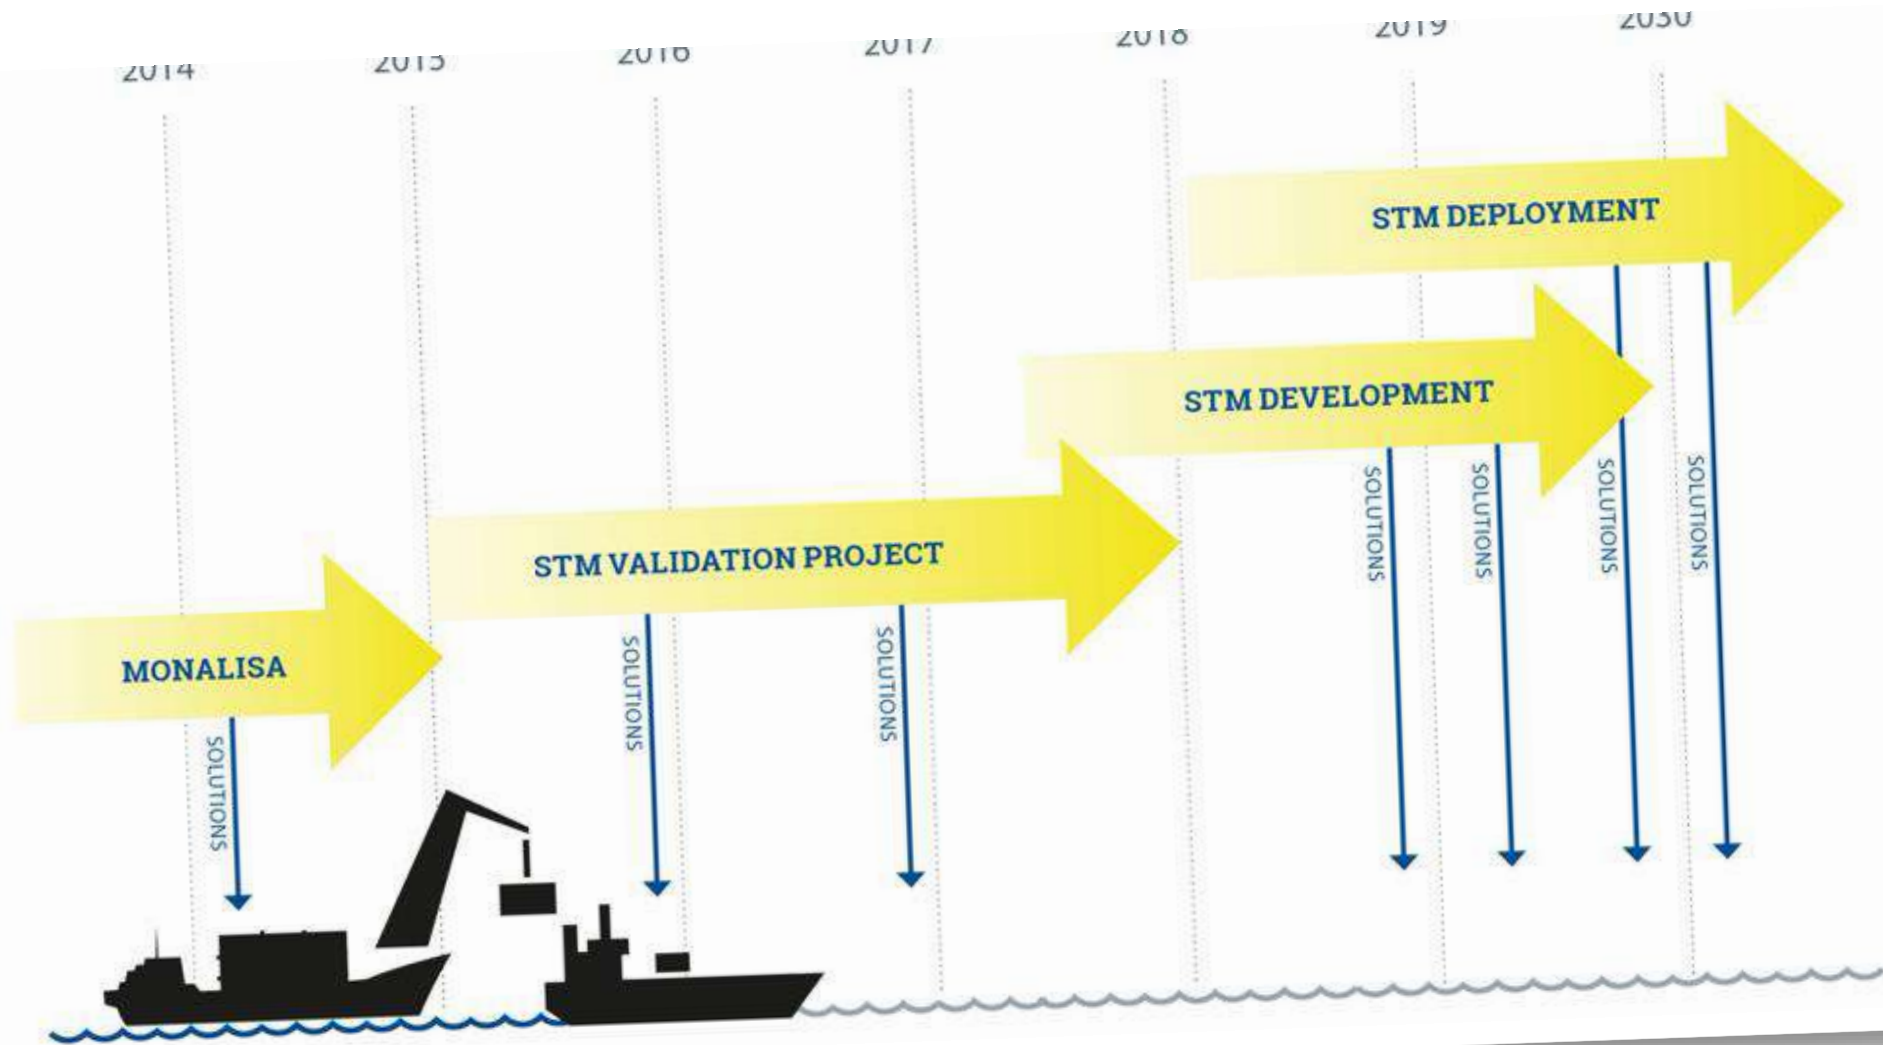 2014 2015 2016 2017 2018 2019 2030
STM DEPLOYMENT
STM DEVELOPMENT
SOLUTIONS SOLUTIONS SOLUTIONS SOLUTIONS
STM VALIDATION PROJECT
SOLUTIONS SOLUTIONS
MONALISA
SOLUTIONS